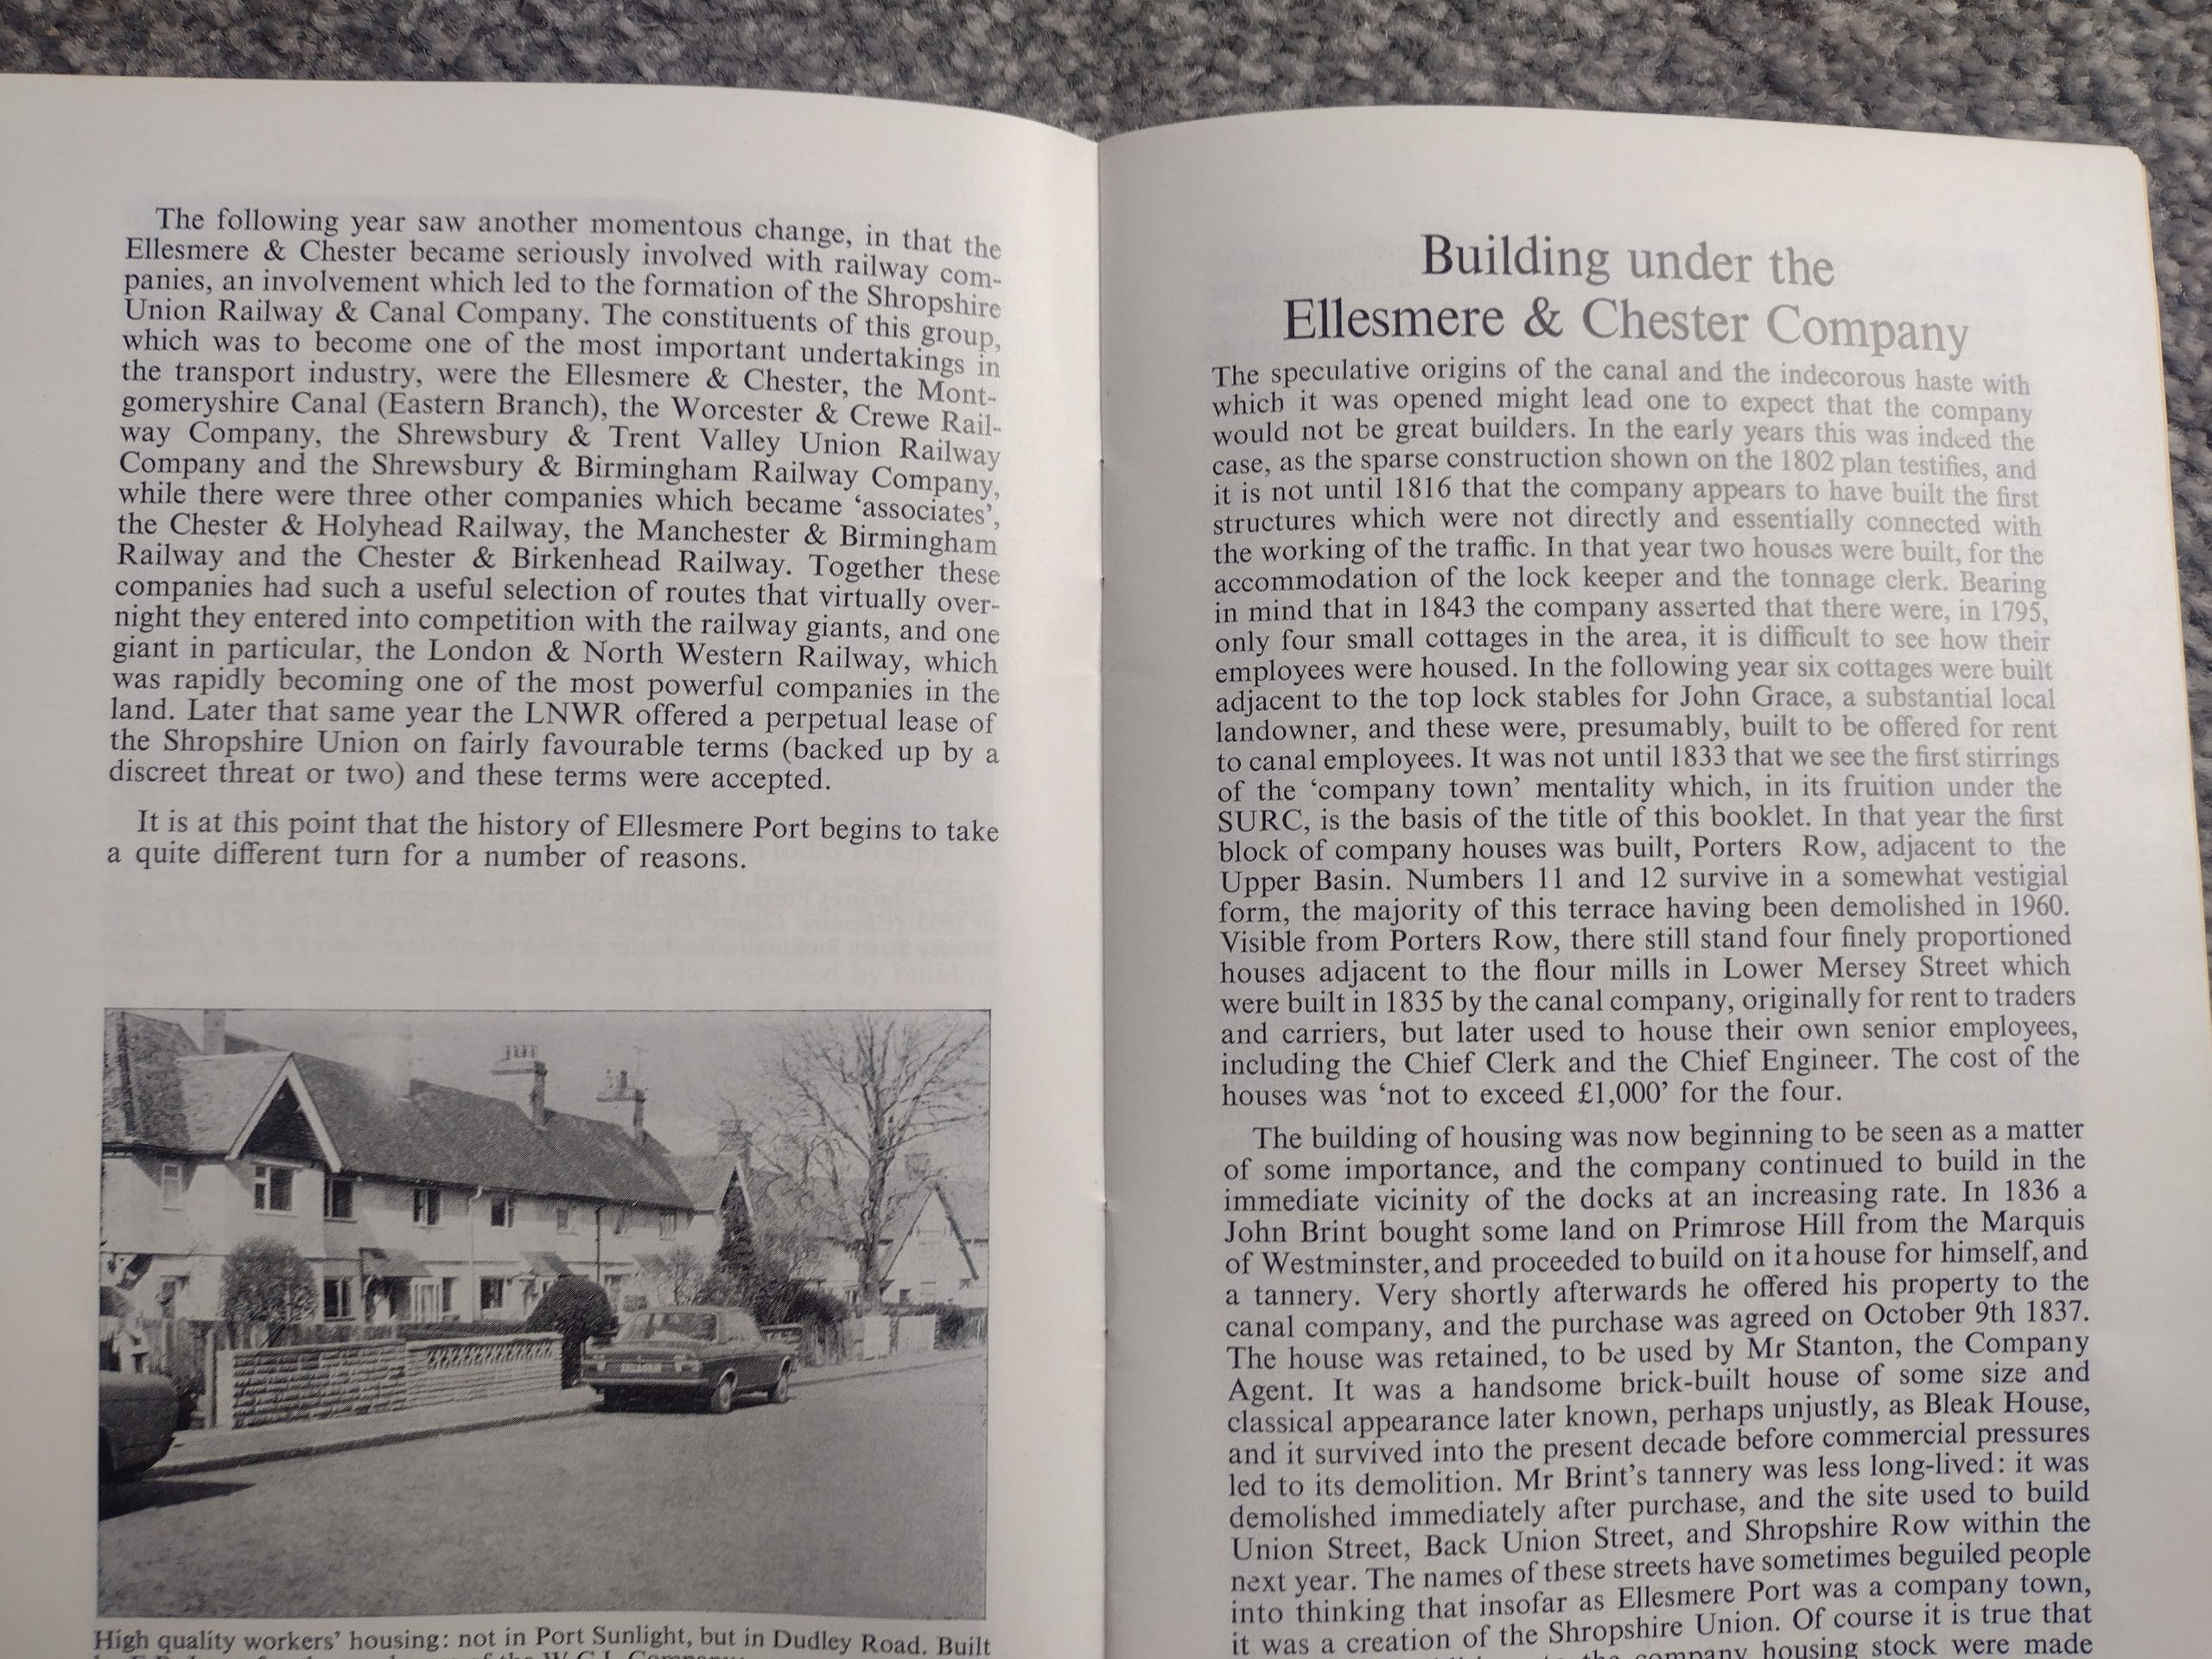 The following year saw another momentous change, in that the
Ellesmere & Chester became seriously involved with railway com-
panies, an involvement which led to the formation of the Shropshire
Union Railway & Canal Company. The constituents of this group,
which was to become one of the most important undertakings in
the transport industry, were the Ellesmere & Chester, the Mont-
gomeryshire Canal (Eastern Branch), the Worcester & Crewe Rail-
way Company, the Shrewsbury & Trent Valley Union Railway
Company and the Shrewsbury & Birmingham Railway Company,
while there were three other companies which became ‘associates’,
the Chester & Holyhead Railway, the Manchester & Birmingham
Railway and the Chester & Birkenhead Railway. Together these
companies had such a useful selection of routes that virtually over-
night they entered into competition with the railway giants, and one
giant in particular, the London & North Western Railway, which
was rapidly becoming one of the most powerful companies in the
land. Later that same year the LNWR offered a perpetual lease of
the Shropshire Union on fairly favourable terms (backed up by a
discreet threat or two) and these terms were accepted.
It is at this point that the history of Ellesmere Port begins to take
a quite different turn for a number of reasons.
High quality workers’ housing: not in Port Sunlight, but in Dudley Road. Built
Building under the
Ellesmere & Chester Company
The speculative origins of the canal and the indecorous haste with
which it was opened might lead one to expect that the company
would not be great builders. In the early years this was indeed the
case, as the sparse construction shown on the 1802 plan testifies, and
it is not until 1816 that the company appears to have built the first
structures which were not directly and essentially connected with
the working of the traffic. In that year two houses were built, for the
accommodation of the lock keeper and the tonnage clerk. Bearing
in mind that in 1843 the company asserted that there were, in 1795,
only four small cottages in the area, it is difficult to see how their
employees were housed. In the following year six cottages were built
adjacent to the top lock stables for John Grace, a substantial local
landowner, and these were, presumably, built to be offered for rent
to canal employees. It was not until 1833 that we see the first stirrings
of the ‘company town’ mentality which, in its fruition under the
SURC, is the basis of the title of this booklet. In that year the first
block of company houses was built, Porters Row, adjacent to the
Upper Basin. Numbers 11 and 12 survive in a somewhat vestigial
form, the majority of this terrace having been demolished in 1960.
Visible from Porters Row, there still stand four finely proportioned
houses adjacent to the flour mills in Lower Mersey Street which
were built in 1835 by the canal company, originally for rent to traders
and carriers, but later used to house their own senior employees,
including the Chief Clerk and the Chief Engineer. The cost of the
houses was ‘not to exceed £1,000’ for the four.
The building of housing was now beginning to be seen as a matter
of some importance, and the company continued to build in the
immediate vicinity of the docks at an increasing rate. In 1836 a
John Brint bought some land on Primrose Hill from the Marquis
of Westminster, and proceeded to build on it a house for himself, and
a tannery. Very shortly afterwards he offered his property to the
canal company, and the purchase was agreed on October 9th 1837.
The house was retained, to be used by Mr Stanton, the Company
Agent. It was a handsome brick-built house of some size and
classical appearance later known, perhaps unjustly, as Bleak House,
and it survived into the present decade before commercial pressures
led to its demolition. Mr Brint’s tannery was less long-lived: it was
demolished immediately after purchase, and the site used to build
Union Street, Back Union Street, and Shropshire Row within the
next year. The names of these streets have sometimes beguiled people
into thinking that insofar as Ellesmere Port was a company town,
it was a creation of the Shropshire Union. Of course it is true that
company housing stock were made